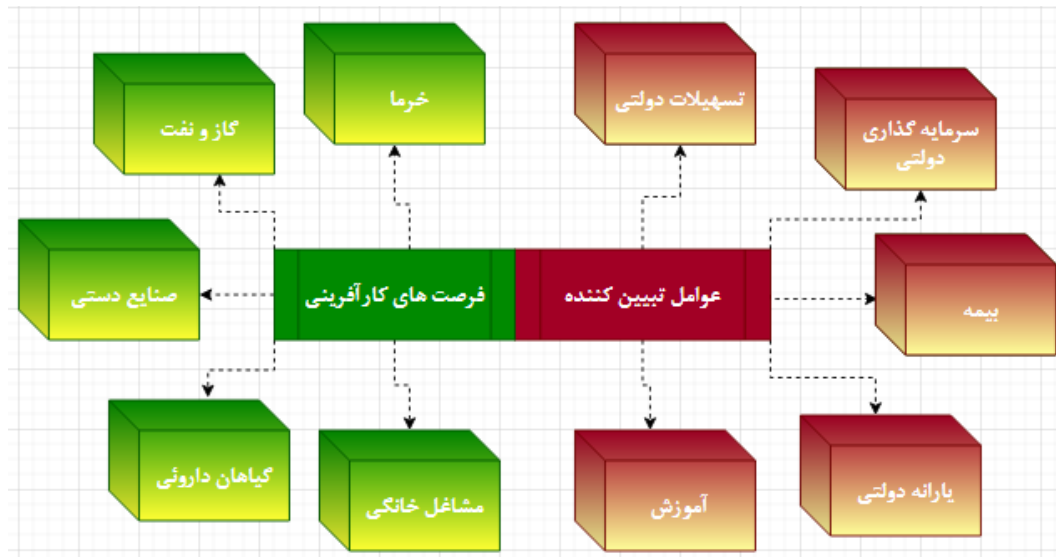 خرما
تسهیلات دولتی
گاز و نفت
سرمایه گذاری
دولتی
صنایع دستی
فرصت های کارآفرینی
عوامل تبیین کننده
بیمه
گیاهان داروئی
مشاغل خانگی
آموزش
یارانه دولتی